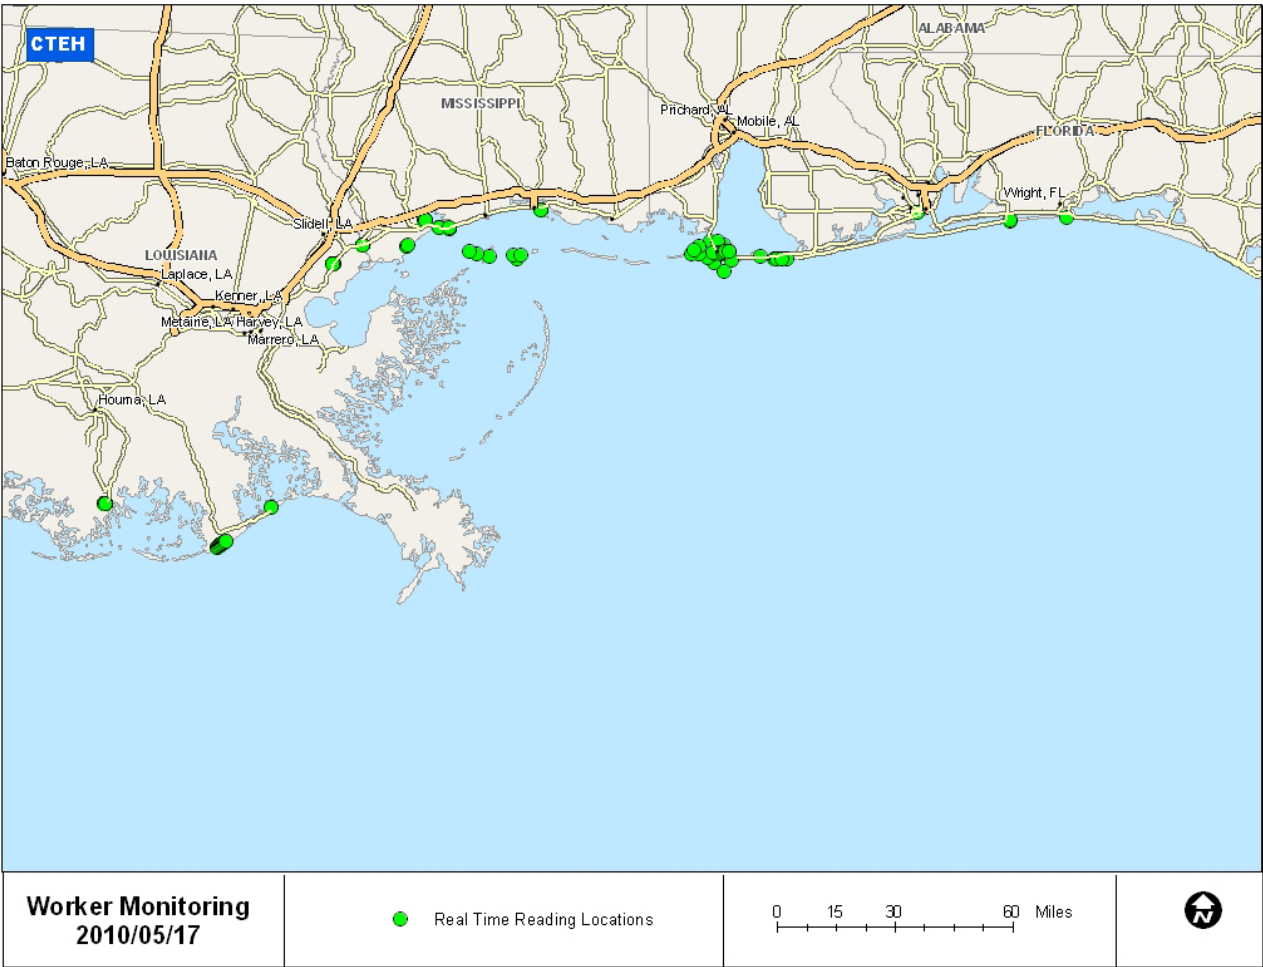 CTEH
ALABAMA
MISSISSIPPI
Prichard, AL
Mobile, AL
FLORIDA
Baton Rouge, LA
Wright, FL
Slidell, LA
LOUISIANA
Laplace, LA
Kenner, LA
Metairie, LA Harvey, LA
Marrero, LA
Houma, LA
Worker Monitoring
2010/05/17
Real Time Reading Locations
0 15 30 60 Miles
N